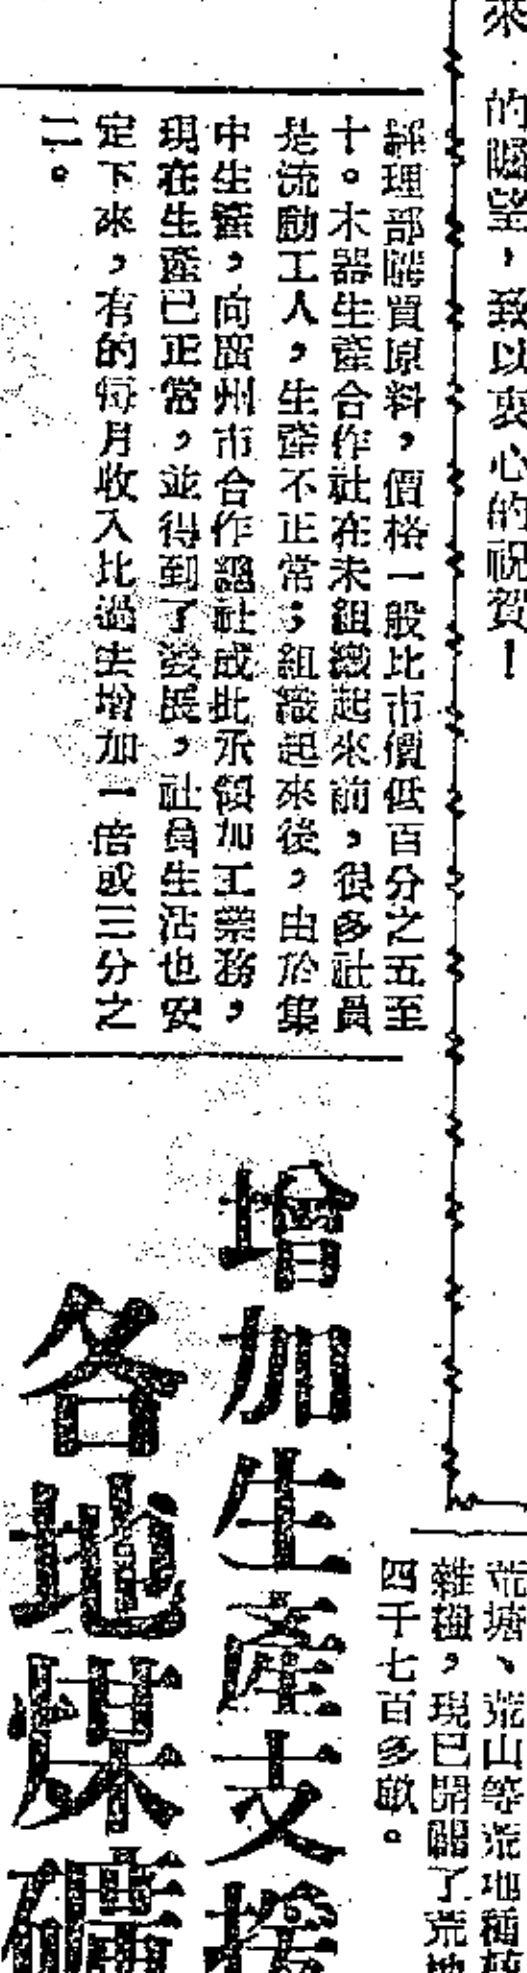 來的囑望，致以衷心的祝賀！
經理部購買原料，價格一般比市價低百分之五至
十。木器生產合作社在未組織起來前，很多社員
是流動工人，生產不正常；組織起來後，由於集
中生產，向廣州市合作總社成批承領加工業務，
現在生產已正常，並得到了發展，社員生活也安
定下來，有的每月收入比過去增加一倍或三分之
二。
荒塘、荒山等荒地種
雜糧，現已開闢了荒地
四千七百多畝。
增加生產支援
各地煤礦